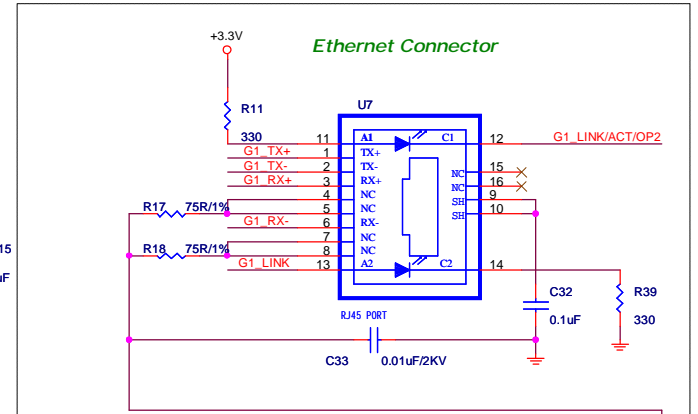 +3.3V
Ethernet Connector
R11
330
U7
11 A1 C1 12 G1_LINK/ACT/OP2
G1_TX+ 1 TX+
G1_TX- 2 TX- NC 15
G1_RX+ 3 RX+ NC 16
4 NC SH 9
R17 75R/1% 5 NC SH 10
G1_RX- 6 RX-
7 NC
R18 75R/1% 8 NC
G1_LINK 13 A2 C2 14
15
uF
RJ45 PORT
C32
0.1uF
R39
330
C33 0.01uF/2KV